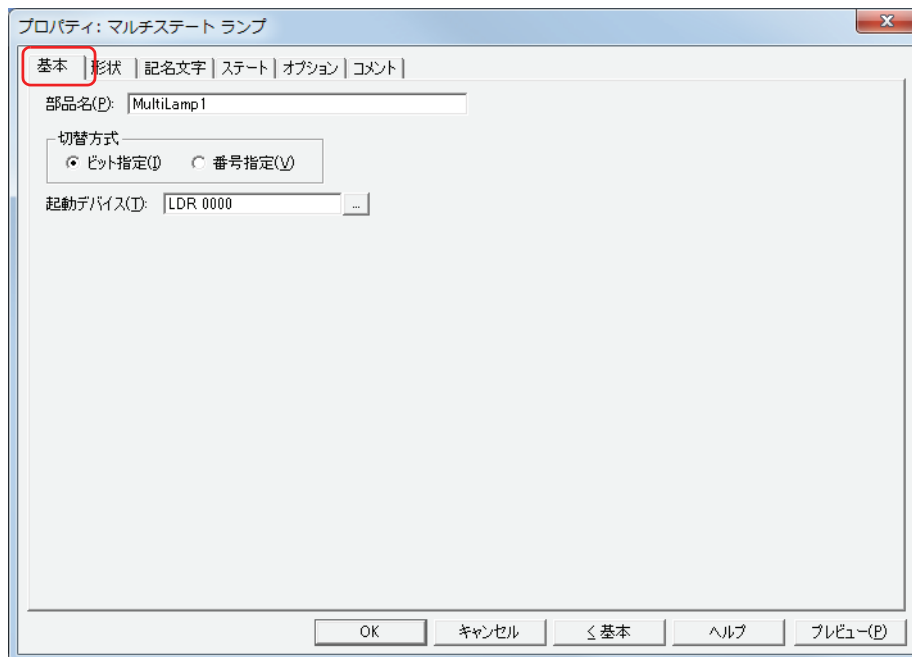 プロパティ: マルチステート ランプ
基本 形状 記名文字 ステート オプション コメント
部品名(P): MultiLamp1
切替方式
ビット指定(I) 番号指定(V)
起動デバイス(T): LDR 0000 ...
OK キャンセル < 基本 ヘルプ プレビュー(P)